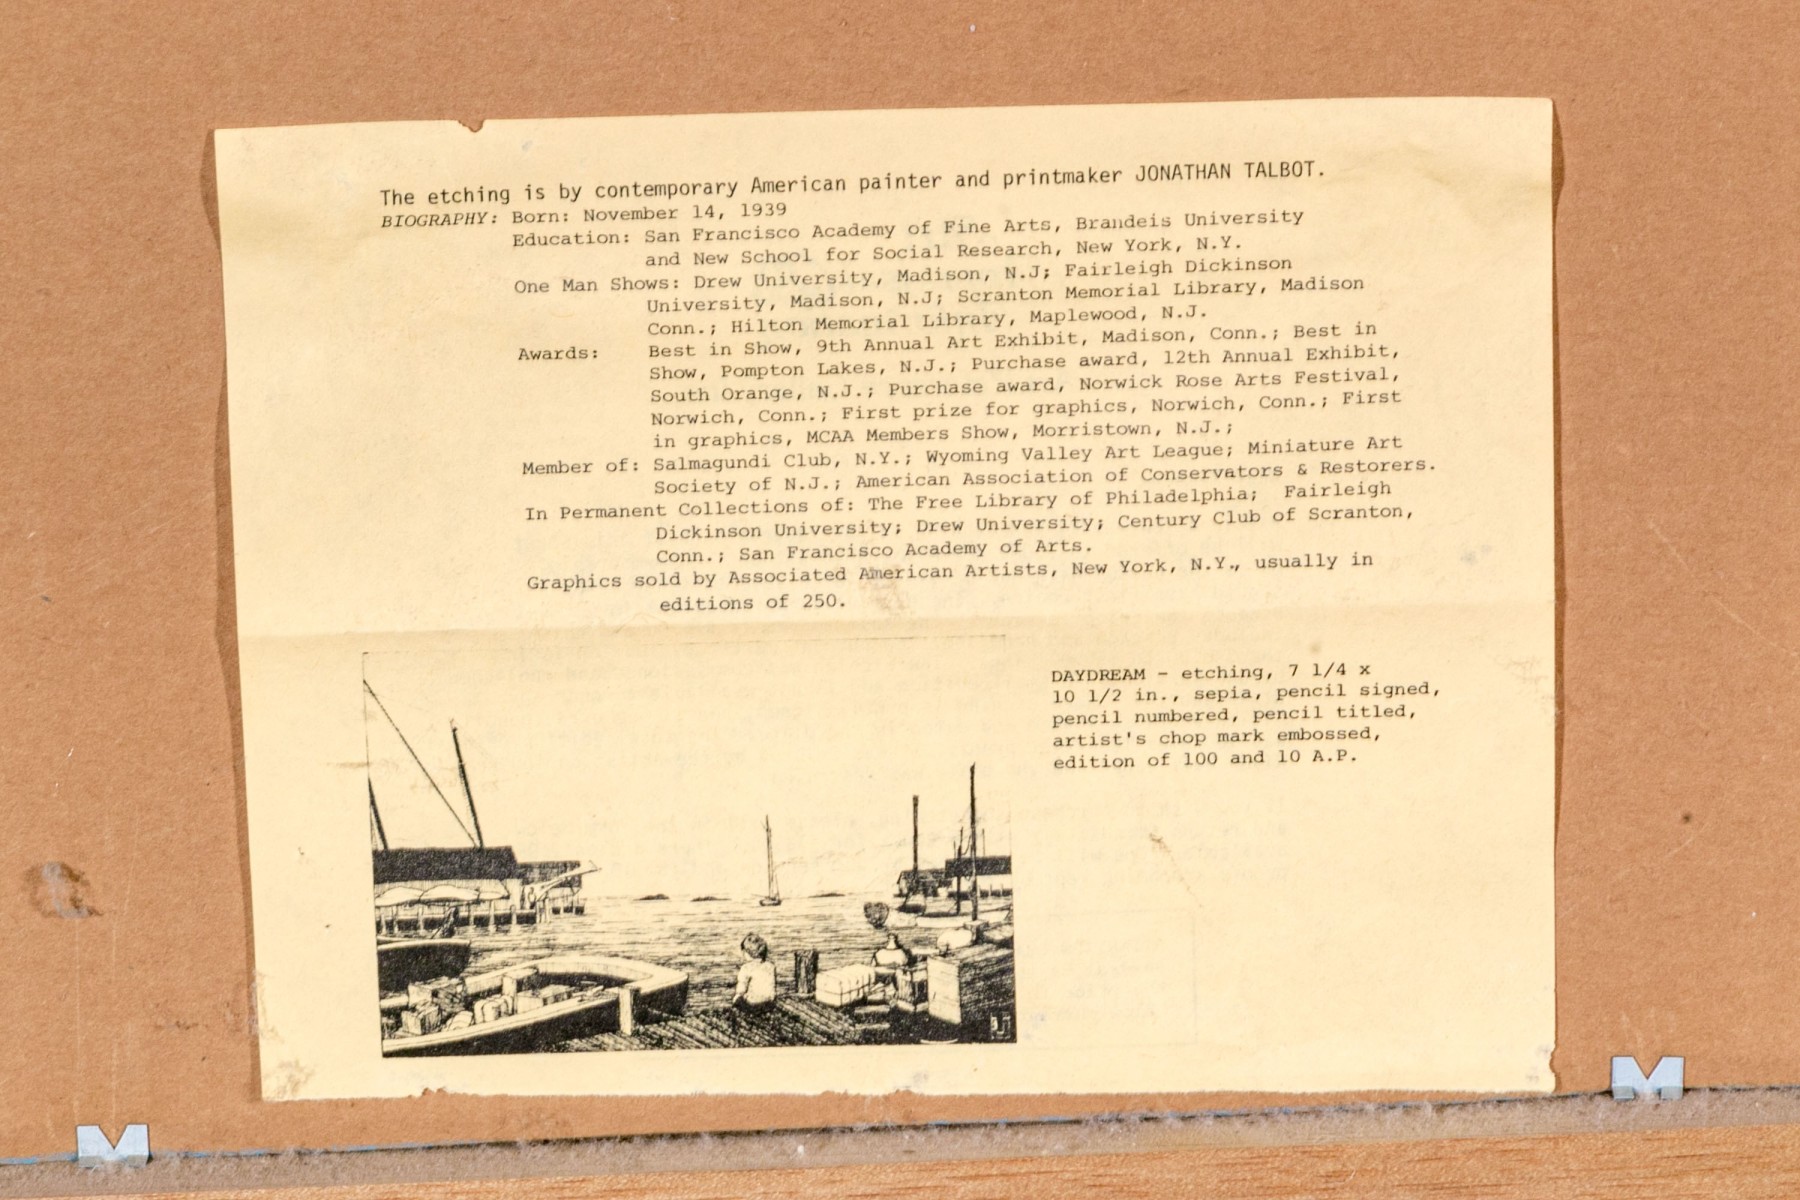 The etching is by contemporary American painter and printmaker JONATHAN TALBOT.
BIOGRAPHY: Born: November 14, 1939
Education: San Francisco Academy of Fine Arts, Brandeis University
and New School for Social Research, New York, N.Y.
One Man Shows: Drew University, Madison, N.J; Fairleigh Dickinson
University, Madison, N.J; Scranton Memorial Library, Madison
Conn.; Hilton Memorial Library, Maplewood, N.J.
Awards: Best in Show, 9th Annual Art Exhibit, Madison, Conn.; Best in
Show, Pompton Lakes, N.J.; Purchase award, 12th Annual Exhibit,
South Orange, N.J.; Purchase award, Norwick Rose Arts Festival,
Norwich, Conn.; First prize for graphics, Norwich, Conn.; First
in graphics, MCAA Members Show, Morristown, N.J.;
Member of: Salmagundi Club, N.Y.; Wyoming Valley Art League; Miniature Art
Society of N.J.; American Association of Conservators & Restorers.
In Permanent Collections of: The Free Library of Philadelphia; Fairleigh
Dickinson University; Drew University; Century Club of Scranton,
Conn.; San Francisco Academy of Arts.
Graphics sold by Associated American Artists, New York, N.Y., usually in
editions of 250.
DAYDREAM - etching, 7 1/4 x
10 1/2 in., sepia, pencil signed,
pencil numbered, pencil titled,
artist's chop mark embossed,
edition of 100 and 10 A.P.